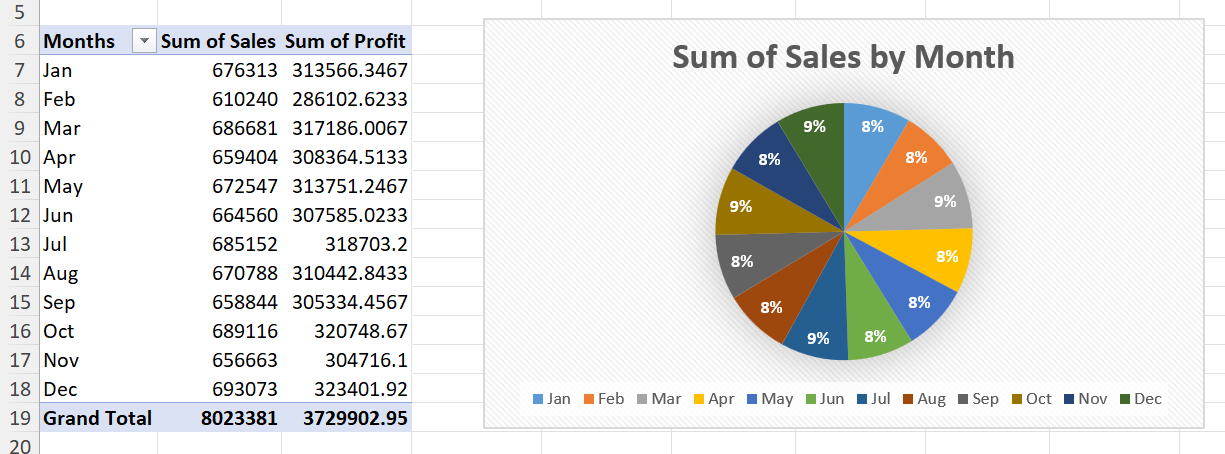 5
6 Months Sum of Sales Sum of Profit
7 Jan 676313 313566.3467
8 Feb 610240 286102.6233
9 Mar 686681 317186.0067
10 Apr 659404 308364.5133
11 May 672547 313751.2467
12 Jun 664560 307585.0233
13 Jul 685152 318703.2
14 Aug 670788 310442.8433
15 Sep 658844 305334.4567
16 Oct 689116 320748.67
17 Nov 656663 304716.1
18 Dec 693073 323401.92
19 Grand Total 8023381 3729902.95
20
Sum of Sales by Month
9% 8%
8% 8%
9% 9%
8% 8%
8% 8%
9% 8%
Jan Feb Mar Apr May Jun Jul Aug Sep Oct Nov Dec